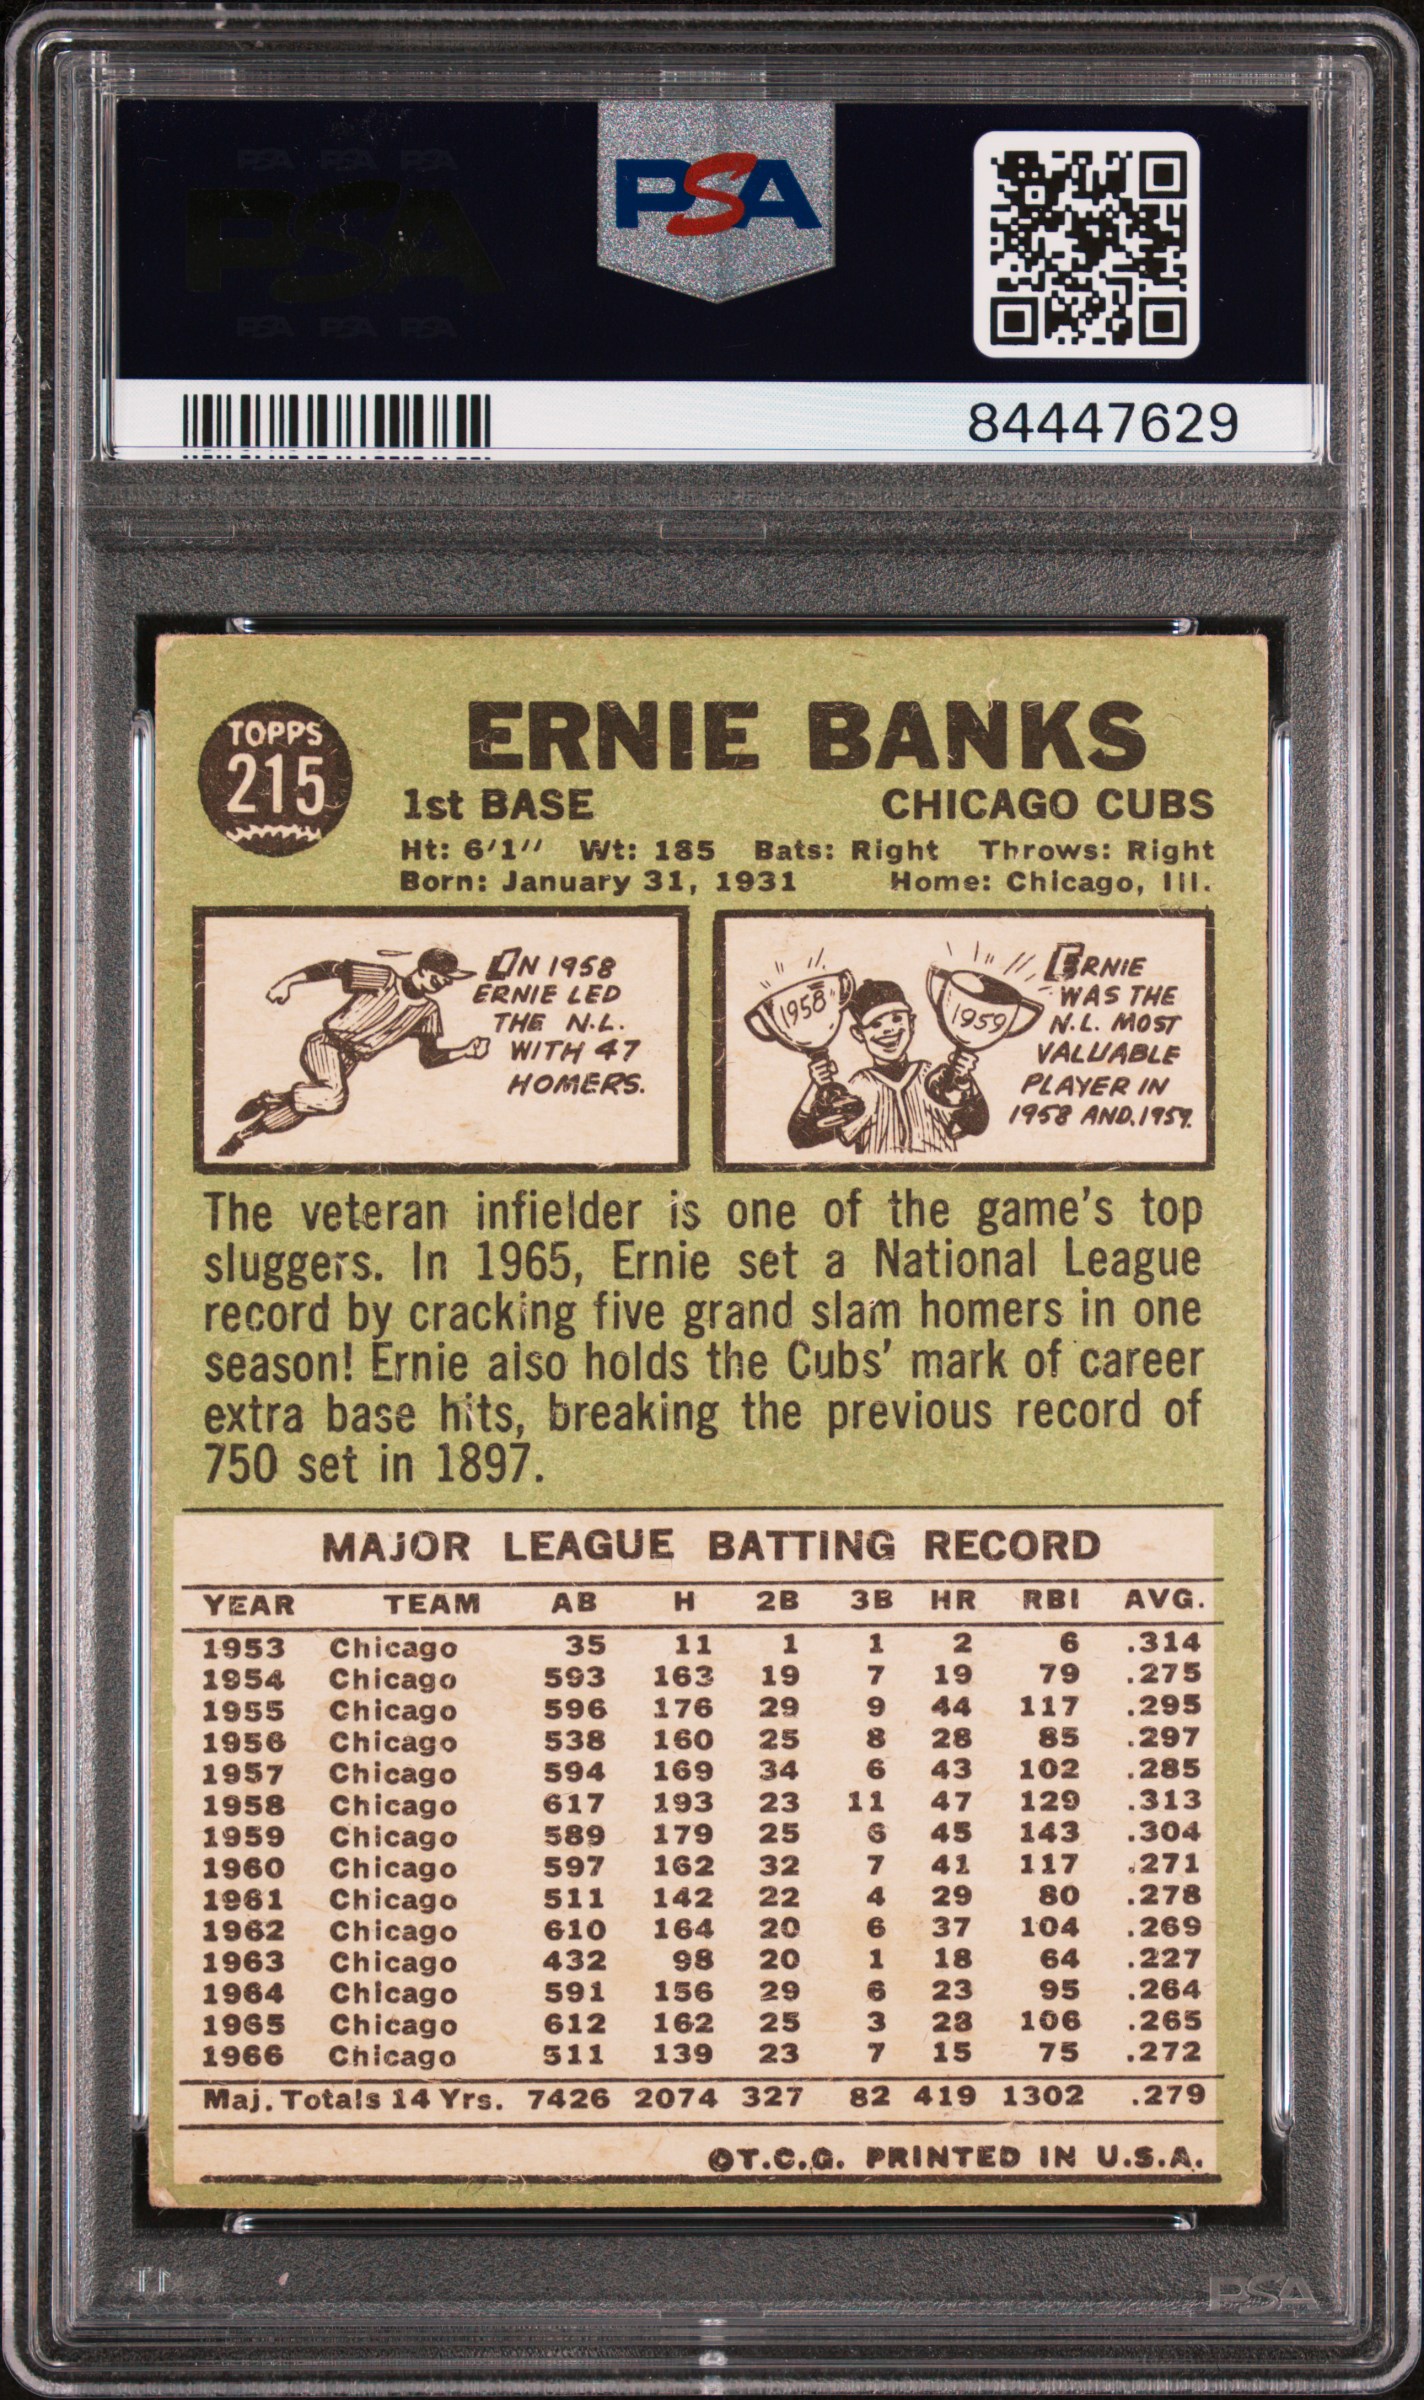 PSA PSA PSA
PSA
PSA PSA PSA
PSA
84447629
TOPPS
215
ERNIE BANKS
1st BASE CHICAGO CUBS
Ht: 6'1" Wt: 185 Bats: Right Throws: Right
Born: January 31, 1931 Home: Chicago, Ill.
IN 1958
ERNIE LED
THE N.L.
WITH 47
HOMERS.
1958
1959
ERNIE
WAS THE
N.L. MOST
VALUABLE
PLAYER IN
1958 AND 1959.
The veteran infielder is one of the game's top
sluggers. In 1965, Ernie set a National League
record by cracking five grand slam homers in one
season! Ernie also holds the Cubs' mark of career
extra base hits, breaking the previous record of
750 set in 1897.
MAJOR LEAGUE BATTING RECORD
YEAR TEAM AB H 2B 3B HR RBI AVG.
1953 Chicago 35 11 1 1 2 6 .314
1954 Chicago 593 163 19 7 19 79 .275
1955 Chicago 596 176 29 9 44 117 .295
1956 Chicago 538 160 25 8 28 85 .297
1957 Chicago 594 169 34 6 43 102 .285
1958 Chicago 617 193 23 11 47 129 .313
1959 Chicago 589 179 25 6 45 143 .304
1960 Chicago 597 162 32 7 41 117 .271
1961 Chicago 511 142 22 4 29 80 .278
1962 Chicago 610 164 20 6 37 104 .269
1963 Chicago 432 98 20 1 18 64 .227
1964 Chicago 591 156 29 6 23 95 .264
1965 Chicago 612 162 25 3 28 106 .265
1966 Chicago 511 139 23 7 15 75 .272
Maj. Totals 14 Yrs. 7426 2074 327 82 419 1302 .279
©T.C.G. PRINTED IN U.S.A.
PSA